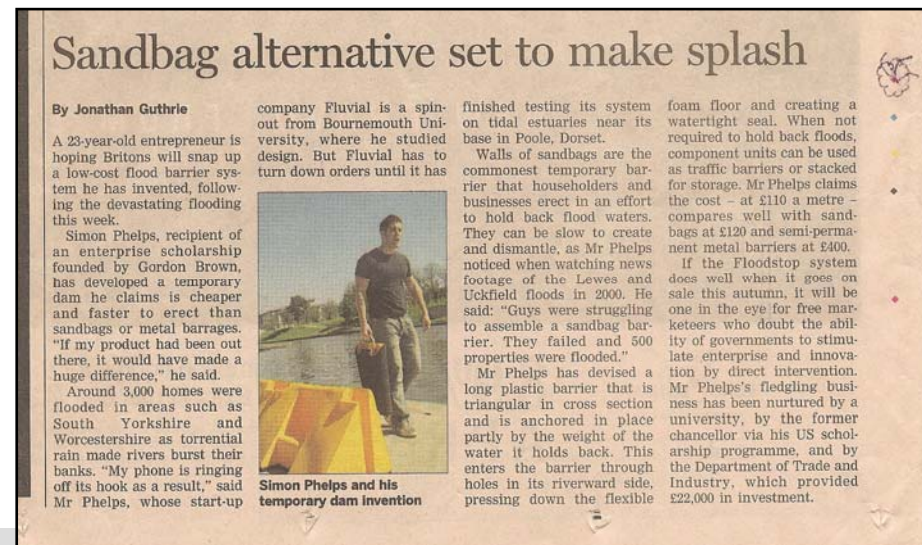 Sandbag alternative set to make splash
By Jonathan Guthrie
A 23-year-old entrepreneur is
hoping Britons will snap up
a low-cost flood barrier sys-
tem he has invented, follow-
ing the devastating flooding
this week.
Simon Phelps, recipient of
an enterprise scholarship
founded by Gordon Brown,
has developed a temporary
dam he claims is cheaper
and faster to erect than
sandbags or metal barrages.
"If my product had been out
there, it would have made a
huge difference," he said.
Around 3,000 homes were
flooded in areas such as
South Yorkshire and
Worcestershire as torrential
rain made rivers burst their
banks. "My phone is ringing
off its hook as a result," said
Mr Phelps, whose start-up
company Fluvial is a spin-
out from Bournemouth Uni-
versity, where he studied
design. But Fluvial has to
turn down orders until it has
Simon Phelps and his
temporary dam invention
finished testing its system
on tidal estuaries near its
base in Poole, Dorset.
Walls of sandbags are the
commonest temporary bar-
rier that householders and
businesses erect in an effort
to hold back flood waters.
They can be slow to create
and dismantle, as Mr Phelps
noticed when watching news
footage of the Lewes and
Uckfield floods in 2000. He
said: "Guys were struggling
to assemble a sandbag bar-
rier. They failed and 500
properties were flooded."
Mr Phelps has devised a
long plastic barrier that is
triangular in cross section
and is anchored in place
partly by the weight of the
water it holds back. This
enters the barrier through
holes in its riverward side,
pressing down the flexible
foam floor and creating a
watertight seal. When not
required to hold back floods,
component units can be used
as traffic barriers or stacked
for storage. Mr Phelps claims
the cost – at £110 a metre –
compares well with sand-
bags at £120 and semi-perma-
nent metal barriers at £400.
If the Floodstop system
does well when it goes on
sale this autumn, it will be
one in the eye for free mar-
keteers who doubt the abil-
ity of governments to stimu-
late enterprise and innova-
tion by direct intervention.
Mr Phelps's fledgling busi-
ness has been nurtured by a
university, by the former
chancellor via his US schol-
arship programme, and by
the Department of Trade and
Industry, which provided
£22,000 in investment.